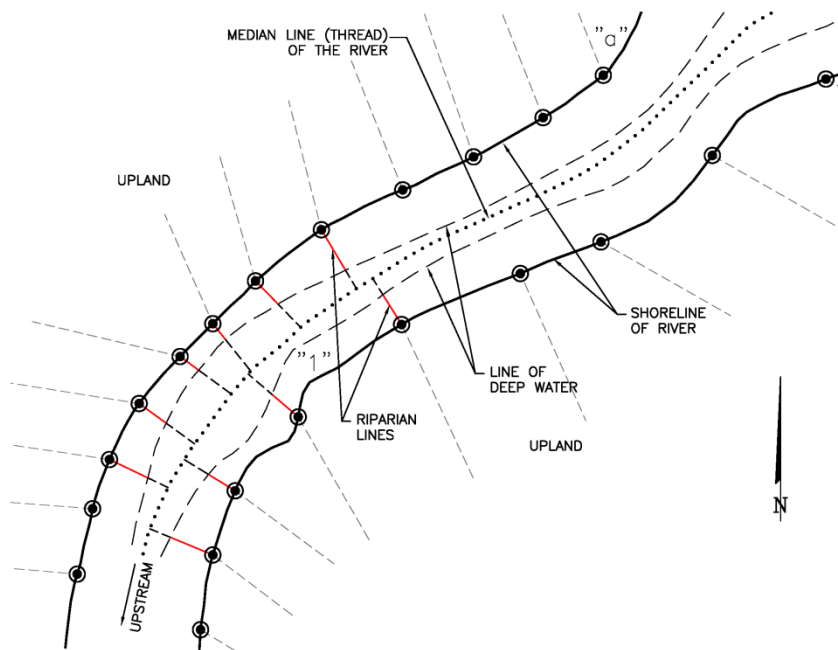 MEDIAN LINE (THREAD)
OF THE RIVER
"a"
UPLAND
SHORELINE
OF RIVER
"1"
LINE OF
DEEP WATER
RIPARIAN
LINES
UPLAND
N
UPSTREAM